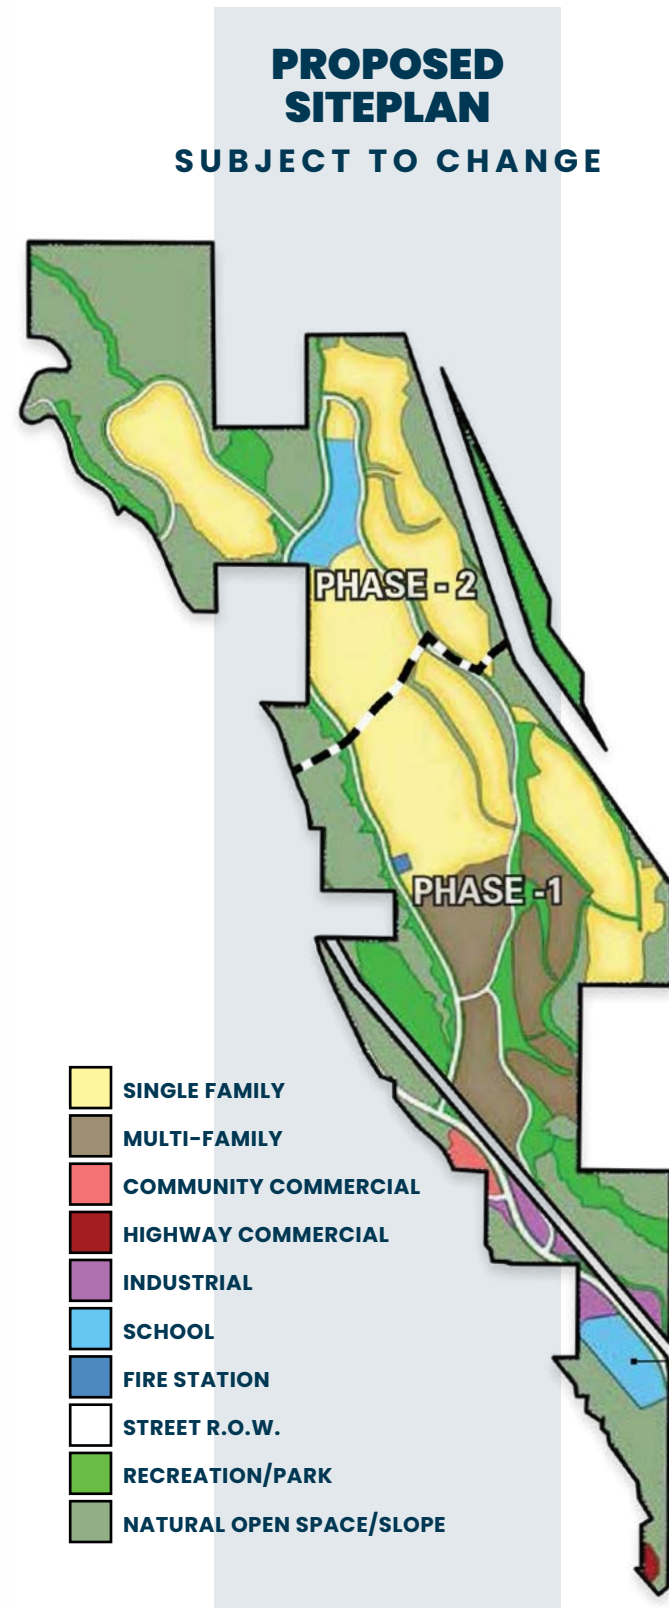 PROPOSED
SITEPLAN
SUBJECT TO CHANGE
PHASE - 2
PHASE -1
SINGLE FAMILY
MULTI-FAMILY
COMMUNITY COMMERCIAL
HIGHWAY COMMERCIAL
INDUSTRIAL
SCHOOL
FIRE STATION
STREET R.O.W.
RECREATION/PARK
NATURAL OPEN SPACE/SLOPE